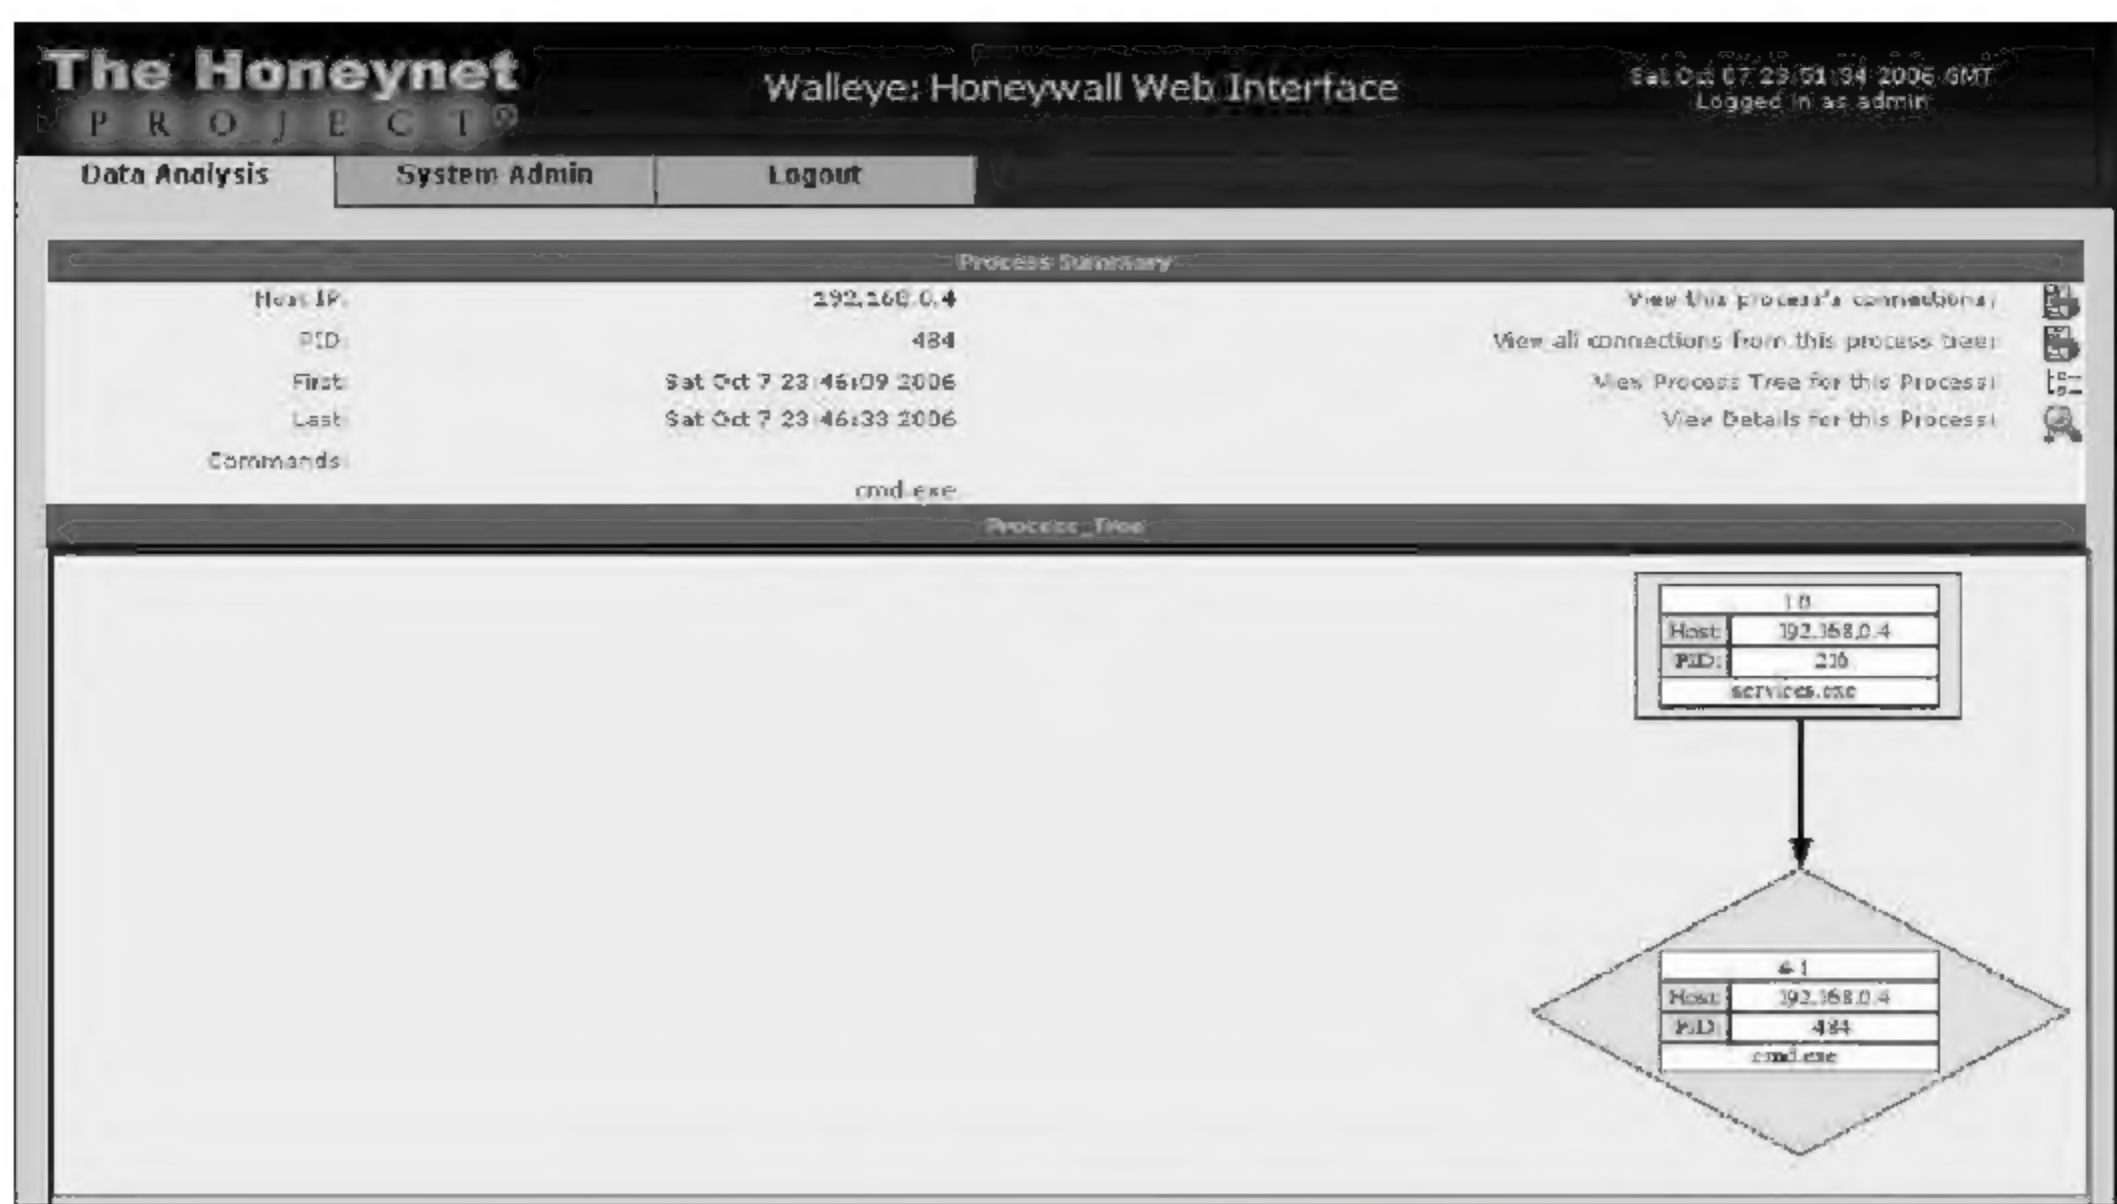 The Honeynet
PROJECT®
Walleye: Honeywall Web Interface
Sat Oct 07 23:51:34 2006 GMT
Logged in as admin
Data Analysis
System Admin
Logout
Process Summary
Host IP: 192.168.0.4 View this process's connections:
PID: 484 View all connections from this process tree:
First: Sat Oct 7 23:46:09 2006 View Process Tree for this Process:
Last: Sat Oct 7 23:46:33 2006 View Details for this Process:
Commands:
cmd.exe
Process_Tree
Host: 192.168.0.4
PID:
services.exe
Host: 192.168.0.4
PID: 484
cmd.exe